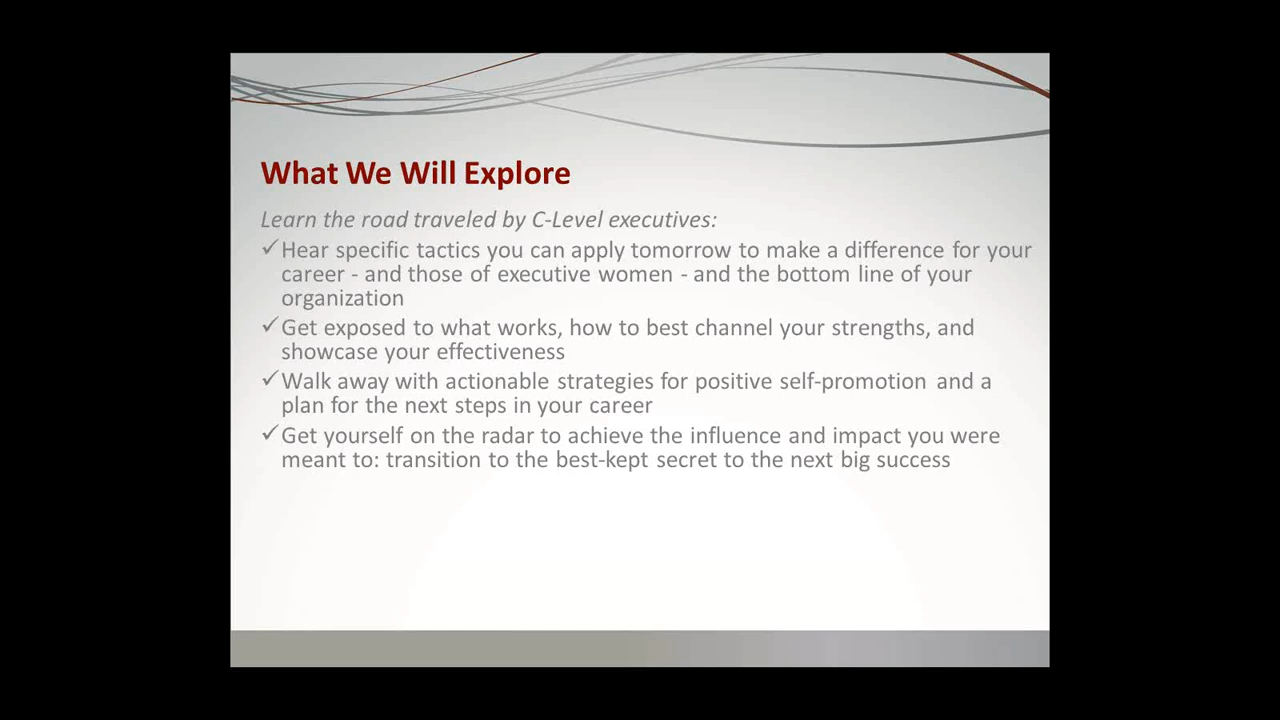 What We Will Explore
Learn the road traveled by C-Level executives:
✓Hear specific tactics you can apply tomorrow to make a difference for your
career - and those of executive women - and the bottom line of your
organization
✓Get exposed to what works, how to best channel your strengths, and
showcase your effectiveness
✓Walk away with actionable strategies for positive self-promotion and a
plan for the next steps in your career
✓Get yourself on the radar to achieve the influence and impact you were
meant to: transition to the best-kept secret to the next big success